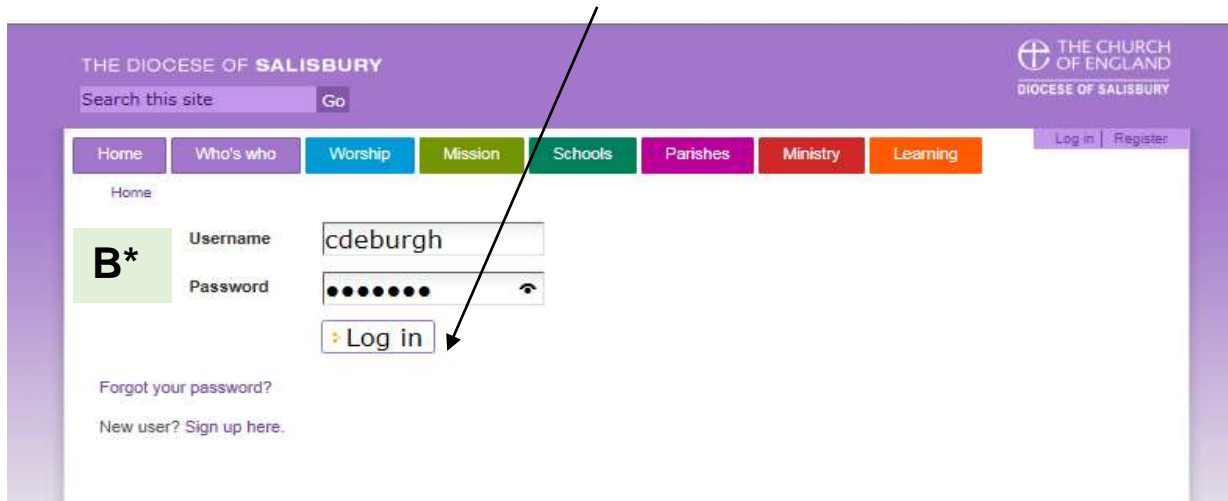 THE DIOCESE OF SALISBURY
THE CHURCH
OF ENGLAND
DIOCESE OF SALISBURY
Search this site Go
Log in | Register
Home Who's who Worship Mission Schools Parishes Ministry Learning
Home
B*
Username cdeburgh
Password ●●●●●●●
Log in
Forgot your password?
New user? Sign up here.